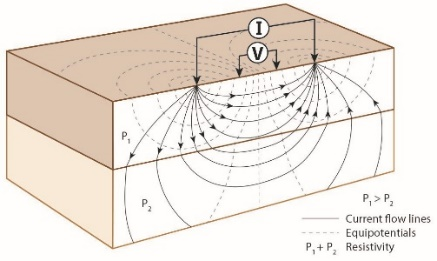 I
V
P₁
P₂
P₁ > P₂
Current flow lines
Equipotentials
P₁ + P₂ Resistivity